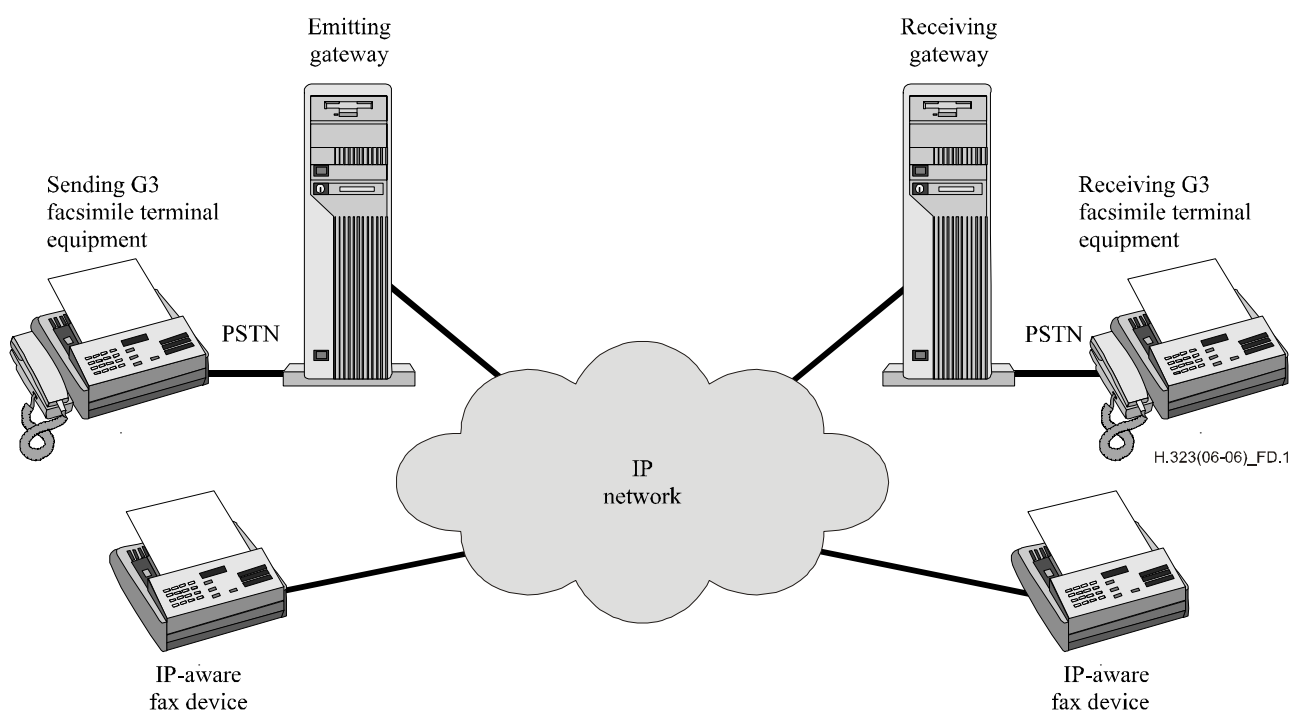 Emitting
gateway
Receiving
gateway
Sending G3
facsimile terminal
equipment
Receiving G3
facsimile terminal
equipment
PSTN
PSTN
H.323(06-06)_FD.1
IP
network
IP-aware
fax device
IP-aware
fax device